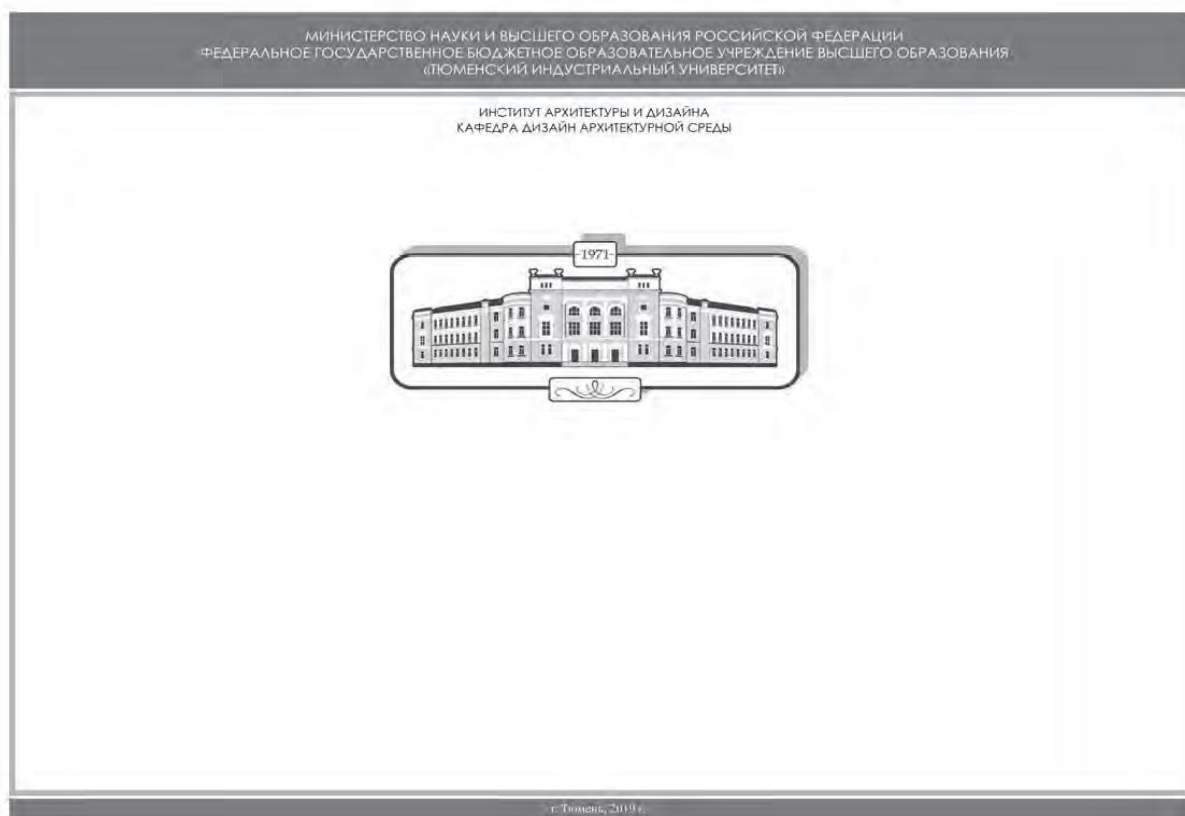 МИНИСТЕРСТВО НАУКИ И ВЫСШЕГО ОБРАЗОВАНИЯ РОССИЙСКОЙ ФЕДЕРАЦИИ
ФЕДЕРАЛЬНОЕ ГОСУДАРСТВЕННОЕ БЮДЖЕТНОЕ ОБРАЗОВАТЕЛЬНОЕ УЧРЕЖДЕНИЕ ВЫСШЕГО ОБРАЗОВАНИЯ
«ТЮМЕНСКИЙ ИНДУСТРИАЛЬНЫЙ УНИВЕРСИТЕТ»
ИНСТИТУТ АРХИТЕКТУРЫ И ДИЗАЙНА
КАФЕДРА ДИЗАЙН АРХИТЕКТУРНОЙ СРЕДЫ
-1971-
г. Тюмень, 2019 г.